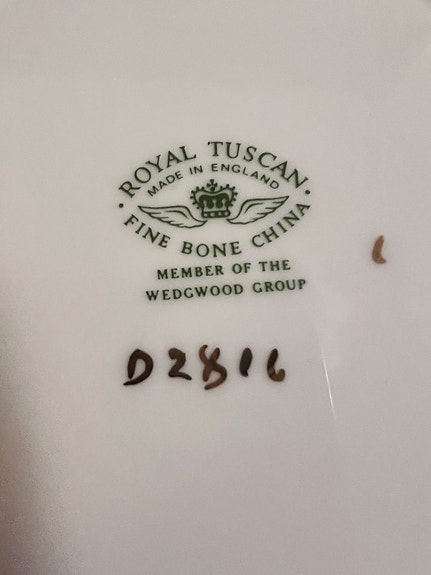 ROYAL TUSCAN
MADE IN ENGLAND
FINE BONE CHINA
MEMBER OF THE
WEDGWOOD GROUP
D2816